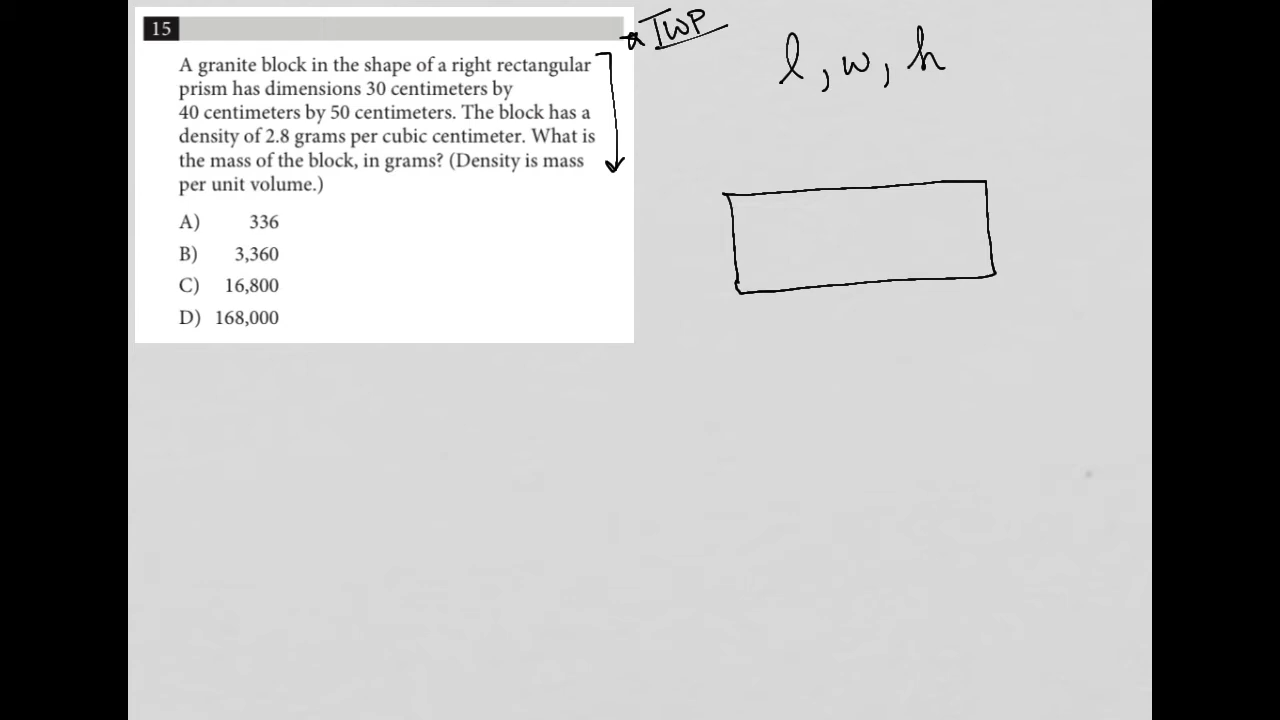 15
A granite block in the shape of a right rectangular
prism has dimensions 30 centimeters by
40 centimeters by 50 centimeters. The block has a
density of 2.8 grams per cubic centimeter. What is
the mass of the block, in grams? (Density is mass
per unit volume.)
A) 336
B) 3,360
C) 16,800
D) 168,000
* TWP
l, w, h